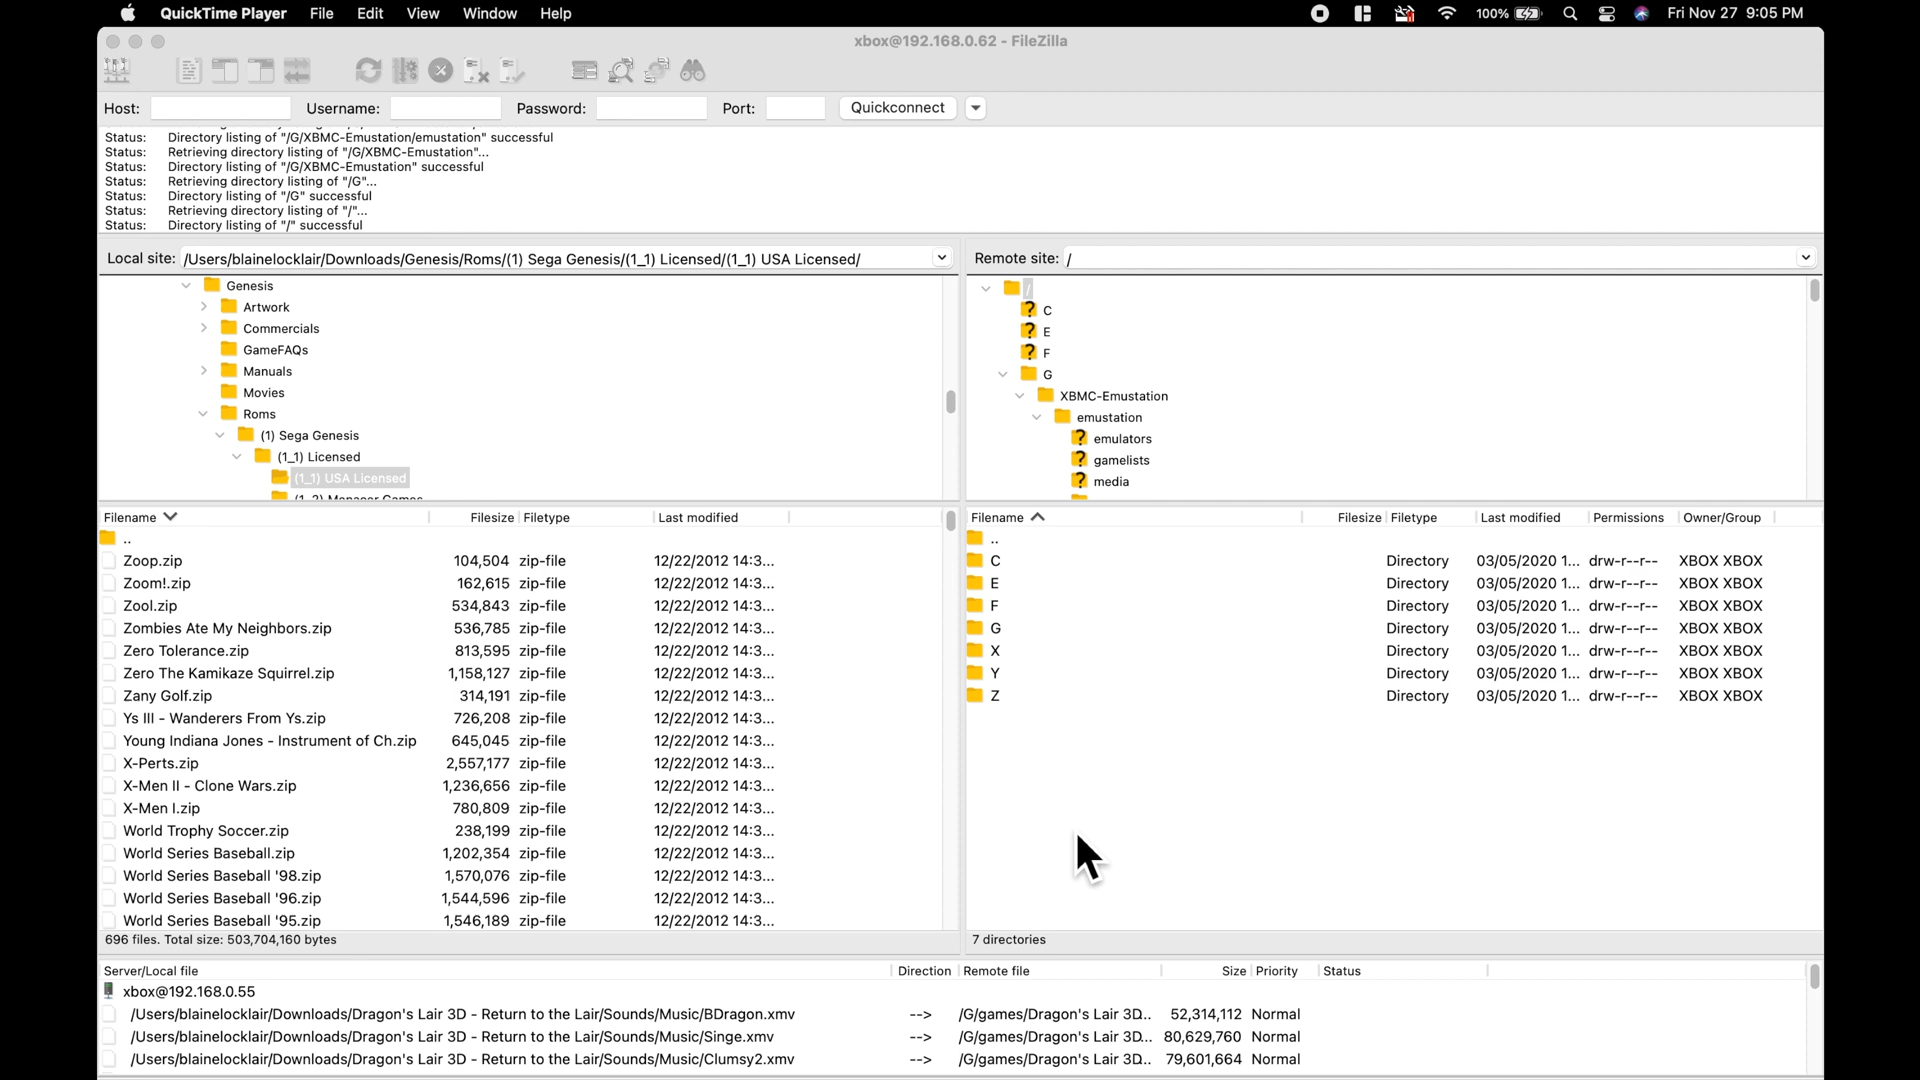 QuickTime Player File Edit View Window Help 100% Fri Nov 27 9:05 PM
xbox@192.168.0.62 - FileZilla
Host: Username: Password: Port: Quickconnect
Status: Directory listing of "/G/XBMC-Emustation/emustation" successful
Status: Retrieving directory listing of "/G/XBMC-Emustation"...
Status: Directory listing of "/G/XBMC-Emustation" successful
Status: Retrieving directory listing of "/G"...
Status: Directory listing of "/G" successful
Status: Retrieving directory listing of "/"...
Status: Directory listing of "/" successful
Local site: /Users/blainelocklair/Downloads/Genesis/Roms/(1) Sega Genesis/(1_1) Licensed/(1_1) USA Licensed/
Genesis
Artwork
Commercials
GameFAQs
Manuals
Movies
Roms
(1) Sega Genesis
(1_1) Licensed
(1_1) USA Licensed
(1_2) Menacer Games
Remote site: /
/
? C
? E
? F
G
XBMC-Emustation
emustation
? emulators
? gamelists
? media
Filename Filesize Filetype Last modified
..
Zoop.zip 104,504 zip-file 12/22/2012 14:3...
Zoom!.zip 162,615 zip-file 12/22/2012 14:3...
Zool.zip 534,843 zip-file 12/22/2012 14:3...
Zombies Ate My Neighbors.zip 536,785 zip-file 12/22/2012 14:3...
Zero Tolerance.zip 813,595 zip-file 12/22/2012 14:3...
Zero The Kamikaze Squirrel.zip 1,158,127 zip-file 12/22/2012 14:3...
Zany Golf.zip 314,191 zip-file 12/22/2012 14:3...
Ys III - Wanderers From Ys.zip 726,208 zip-file 12/22/2012 14:3...
Young Indiana Jones - Instrument of Ch.zip 645,045 zip-file 12/22/2012 14:3...
X-Perts.zip 2,557,177 zip-file 12/22/2012 14:3...
X-Men II - Clone Wars.zip 1,236,656 zip-file 12/22/2012 14:3...
X-Men I.zip 780,809 zip-file 12/22/2012 14:3...
World Trophy Soccer.zip 238,199 zip-file 12/22/2012 14:3...
World Series Baseball.zip 1,202,354 zip-file 12/22/2012 14:3...
World Series Baseball '98.zip 1,570,076 zip-file 12/22/2012 14:3...
World Series Baseball '96.zip 1,544,596 zip-file 12/22/2012 14:3...
World Series Baseball '95.zip 1,546,189 zip-file 12/22/2012 14:3...
696 files. Total size: 503,704,160 bytes
Filename Filesize Filetype Last modified Permissions Owner/Group
..
C Directory 03/05/2020 1... drw-r--r-- XBOX XBOX
E Directory 03/05/2020 1... drw-r--r-- XBOX XBOX
F Directory 03/05/2020 1... drw-r--r-- XBOX XBOX
G Directory 03/05/2020 1... drw-r--r-- XBOX XBOX
X Directory 03/05/2020 1... drw-r--r-- XBOX XBOX
Y Directory 03/05/2020 1... drw-r--r-- XBOX XBOX
Z Directory 03/05/2020 1... drw-r--r-- XBOX XBOX
7 directories
Server/Local file Direction Remote file Size Priority Status
xbox@192.168.0.55
/Users/blainelocklair/Downloads/Dragon's Lair 3D - Return to the Lair/Sounds/Music/BDragon.xmv --> /G/games/Dragon's Lair 3D... 52,314,112 Normal
/Users/blainelocklair/Downloads/Dragon's Lair 3D - Return to the Lair/Sounds/Music/Singe.xmv --> /G/games/Dragon's Lair 3D... 80,629,760 Normal
/Users/blainelocklair/Downloads/Dragon's Lair 3D - Return to the Lair/Sounds/Music/Clumsy2.xmv --> /G/games/Dragon's Lair 3D... 79,601,664 Normal